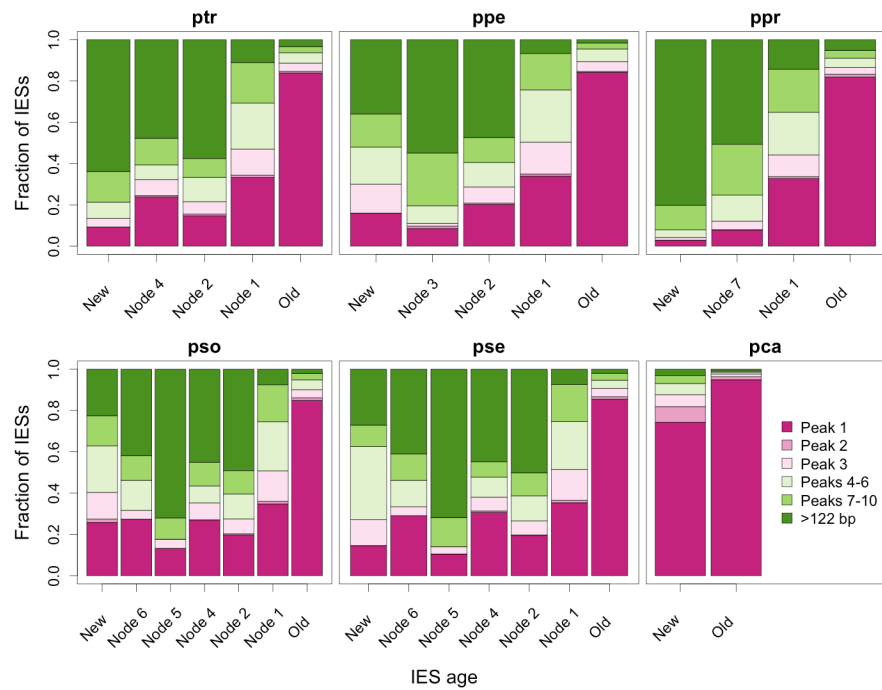 ptr
ppe
ppr
Fraction of IESs
0.0 0.2 0.4 0.6 0.8 1.0
New Node 4 Node 2 Node 1 Old
New Node 3 Node 2 Node 1 Old
New Node 7 Node 1 Old
pso
pse
pca
Fraction of IESs
0.0 0.2 0.4 0.6 0.8 1.0
New Node 6 Node 5 Node 4 Node 2 Node 1 Old
New Node 6 Node 5 Node 4 Node 2 Node 1 Old
New Old
Peak 1
Peak 2
Peak 3
Peaks 4-6
Peaks 7-10
>122 bp
IES age